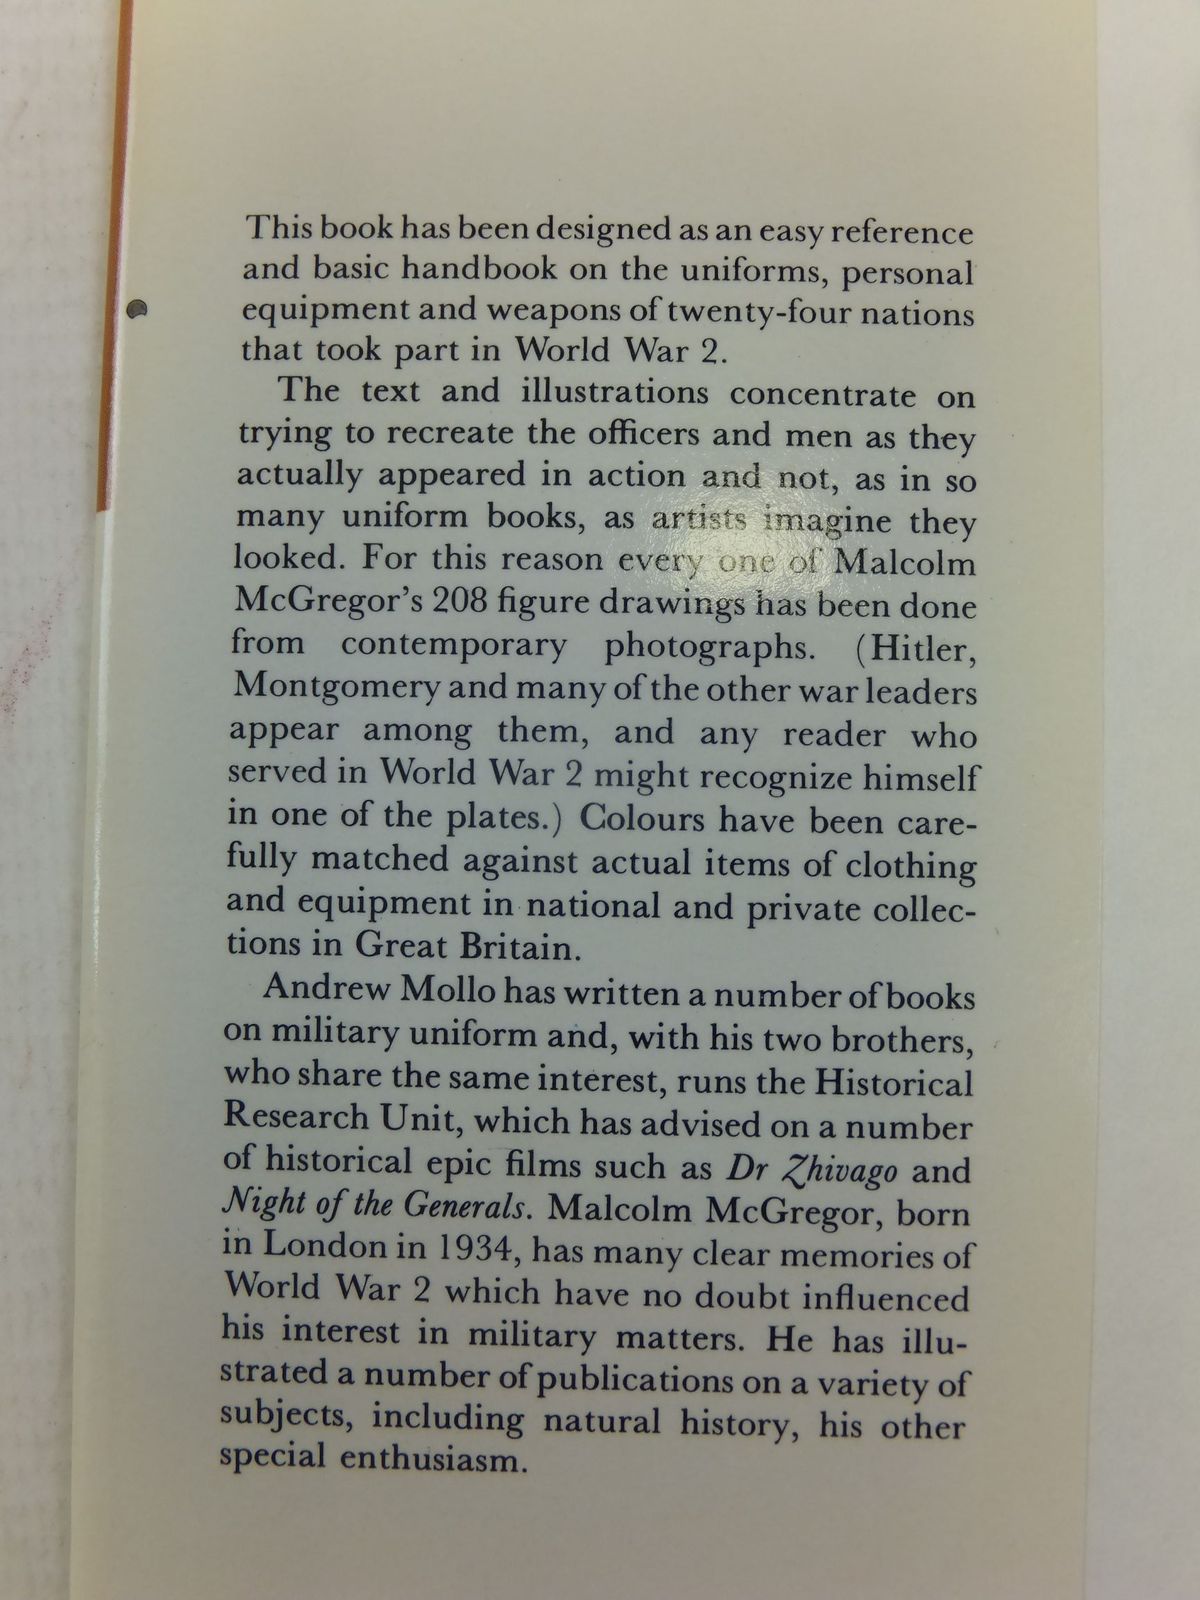 This book has been designed as an easy reference
and basic handbook on the uniforms, personal
equipment and weapons of twenty-four nations
that took part in World War 2.
The text and illustrations concentrate on
trying to recreate the officers and men as they
actually appeared in action and not, as in so
many uniform books, as artists imagine they
looked. For this reason every one of Malcolm
McGregor's 208 figure drawings has been done
from contemporary photographs. (Hitler,
Montgomery and many of the other war leaders
appear among them, and any reader who
served in World War 2 might recognize himself
in one of the plates.) Colours have been care-
fully matched against actual items of clothing
and equipment in national and private collec-
tions in Great Britain.
Andrew Mollo has written a number of books
on military uniform and, with his two brothers,
who share the same interest, runs the Historical
Research Unit, which has advised on a number
of historical epic films such as Dr Zhivago and
Night of the Generals. Malcolm McGregor, born
in London in 1934, has many clear memories of
World War 2 which have no doubt influenced
his interest in military matters. He has illu-
strated a number of publications on a variety of
subjects, including natural history, his other
special enthusiasm.